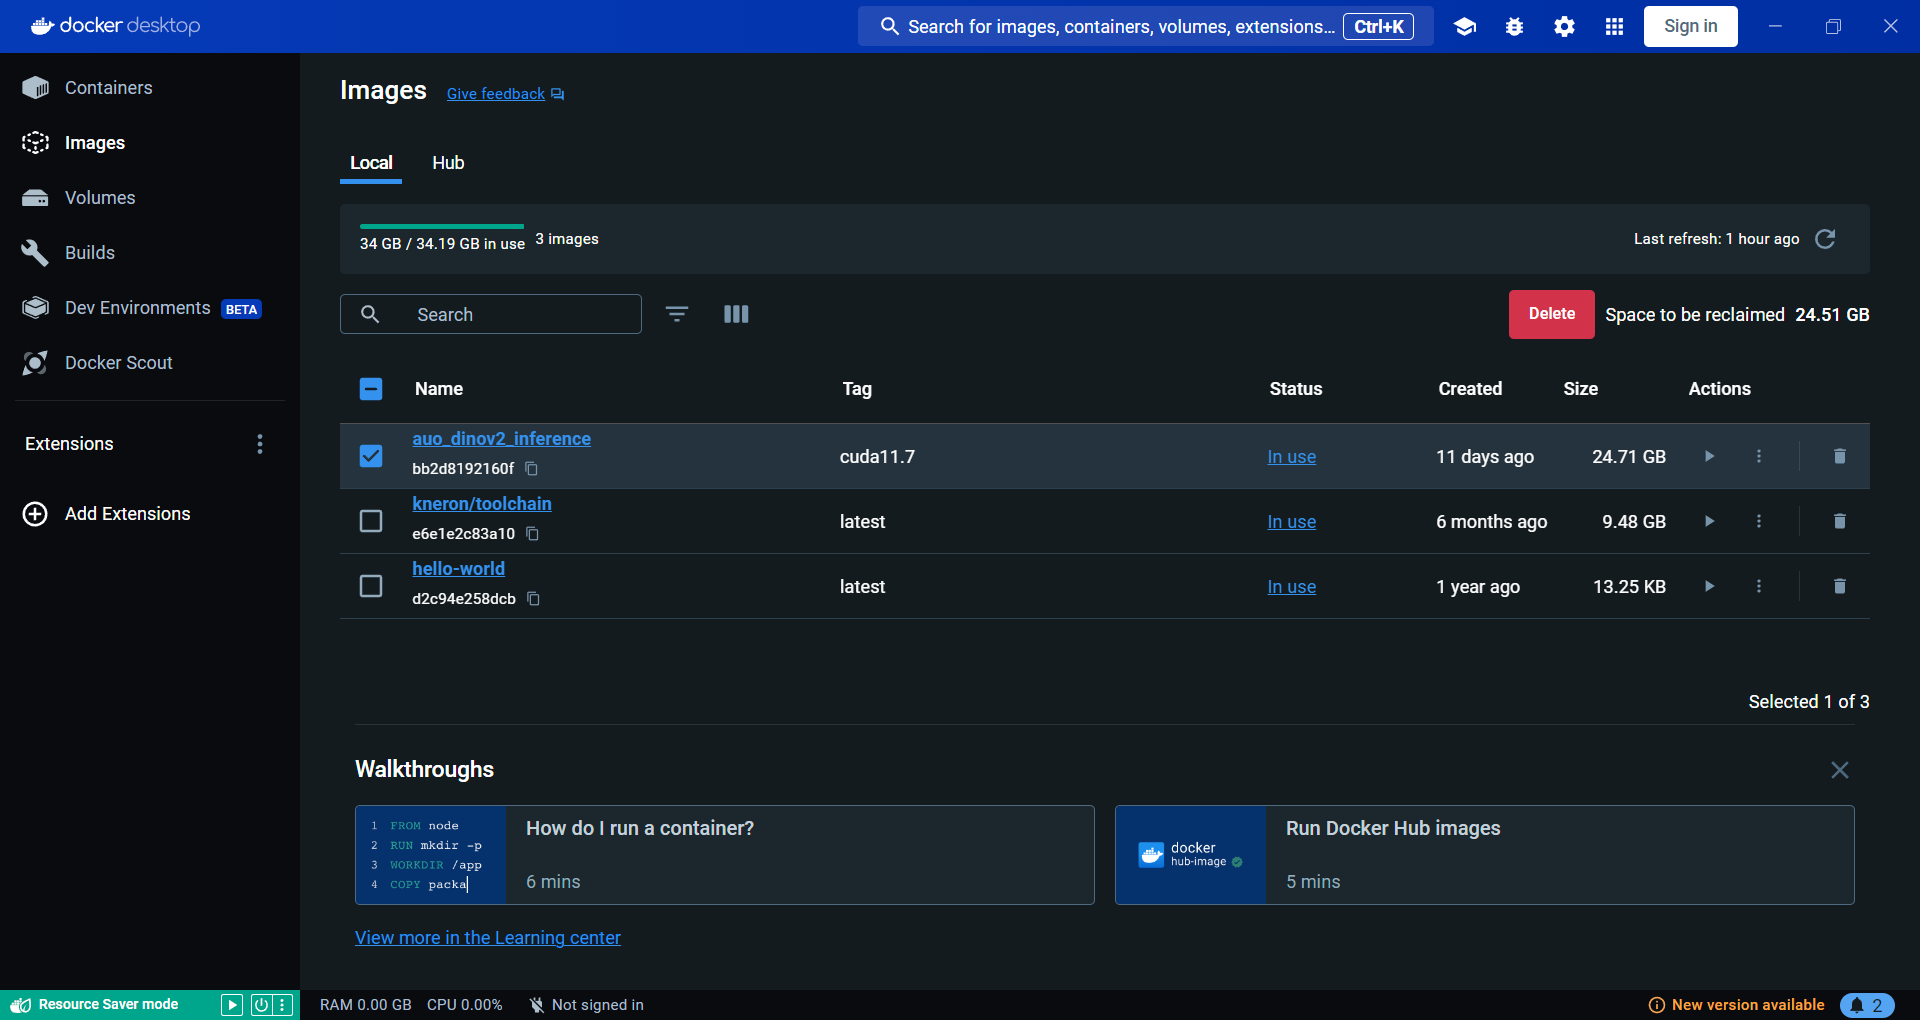 docker desktop
Search for images, containers, volumes, extensions... Ctrl+K
Sign in
Containers
Images
Volumes
Builds
Dev Environments BETA
Docker Scout
Extensions
Add Extensions
Images Give feedback
Local Hub
34 GB / 34.19 GB in use 3 images
Last refresh: 1 hour ago
Search
Delete Space to be reclaimed 24.51 GB
Name Tag Status Created Size Actions
auo_dinov2_inference
bb2d8192160f
cuda11.7 In use 11 days ago 24.71 GB
kneron/toolchain
e6e1e2c83a10
latest In use 6 months ago 9.48 GB
hello-world
d2c94e258dcb
latest In use 1 year ago 13.25 KB
Selected 1 of 3
Walkthroughs
1 FROM node
2 RUN mkdir -p
3 WORKDIR /app
4 COPY packa
How do I run a container?
6 mins
docker
hub-image
Run Docker Hub images
5 mins
View more in the Learning center
Resource Saver mode
RAM 0.00 GB CPU 0.00% Not signed in
New version available 2